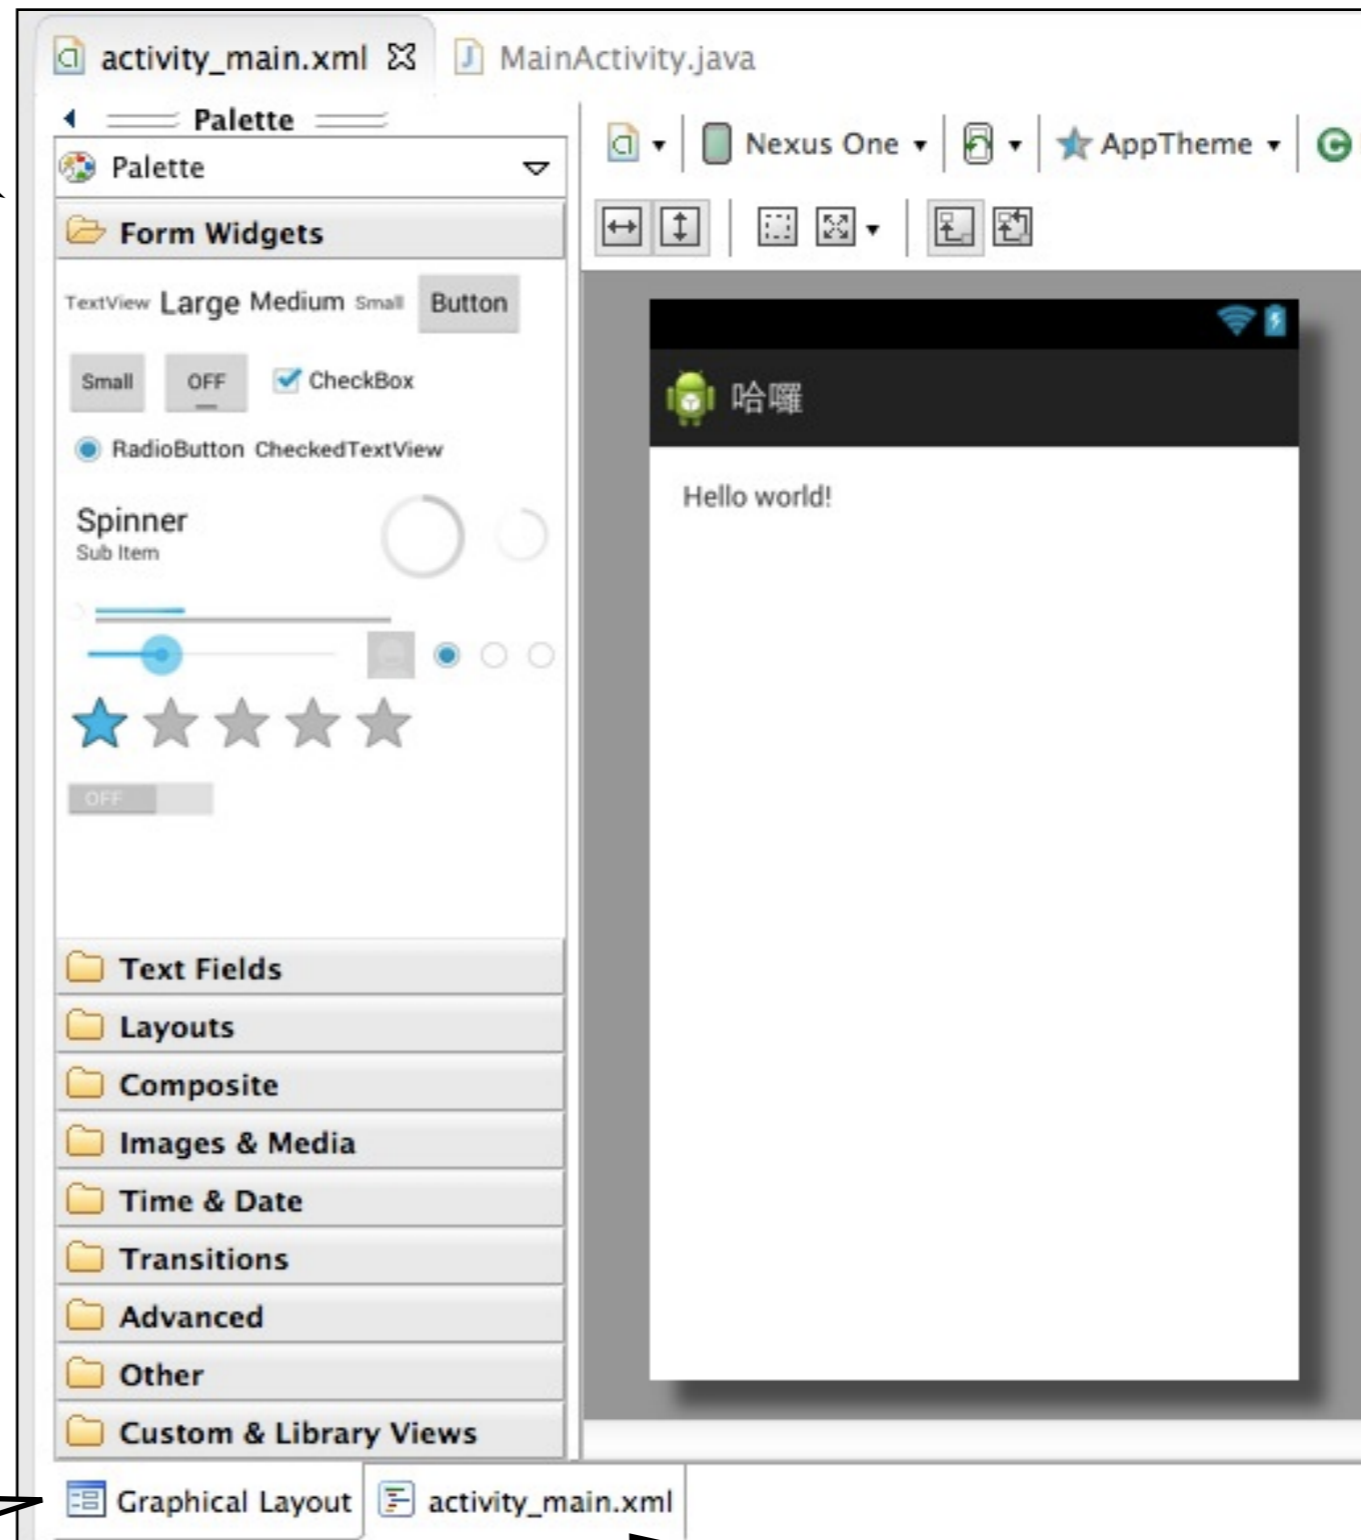 activity_main.xml MainActivity.java
Palette
Palette
Nexus One AppTheme
Form Widgets
TextView Large Medium Small Button
Small OFF CheckBox
RadioButton CheckedTextView
Spinner
Sub Item
OFF
Text Fields
Layouts
Composite
Images & Media
Time & Date
Transitions
Advanced
Other
Custom & Library Views
哈囉
Hello world!
Graphical Layout activity_main.xml